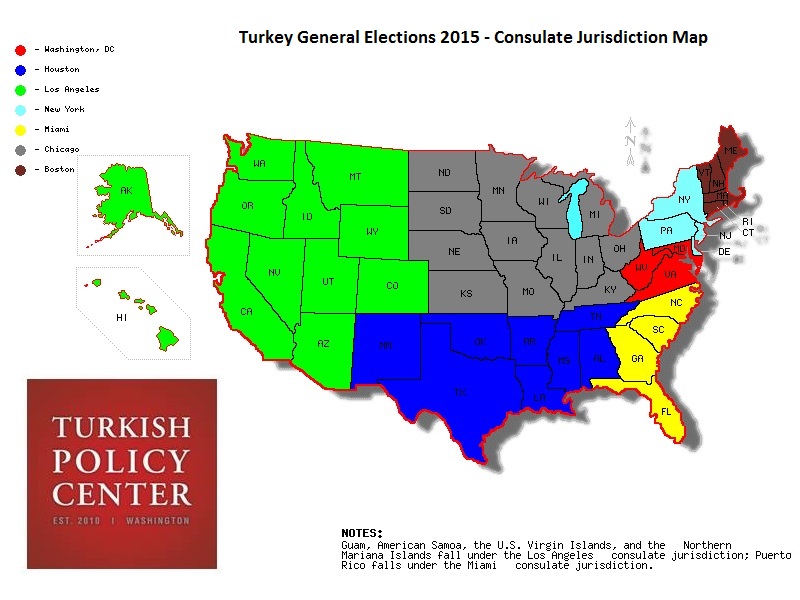 Turkey General Elections 2015 - Consulate Jurisdiction Map
- Washington, DC
- Houston
- Los Angeles
- New York
- Miami
- Chicago
- Boston
AK
HI
WA
OR
ID
MT
WY
NV
UT
CO
CA
AZ
ND
SD
NE
KS
MN
IA
MO
WI
IL
MI
IN
OH
KY
NM
TX
OK
AR
LA
MS
AL
TN
NC
SC
GA
FL
WV
VA
MD
PA
NY
VT
NH
MA
ME
RI
CT
NJ
DE
N
TURKISH
POLICY
CENTER
EST. 2010 | WASHINGTON
NOTES:
Guam, American Samoa, the U.S. Virgin Islands, and the Northern
Mariana Islands fall under the Los Angeles consulate jurisdiction; Puerto
Rico falls under the Miami consulate jurisdiction.